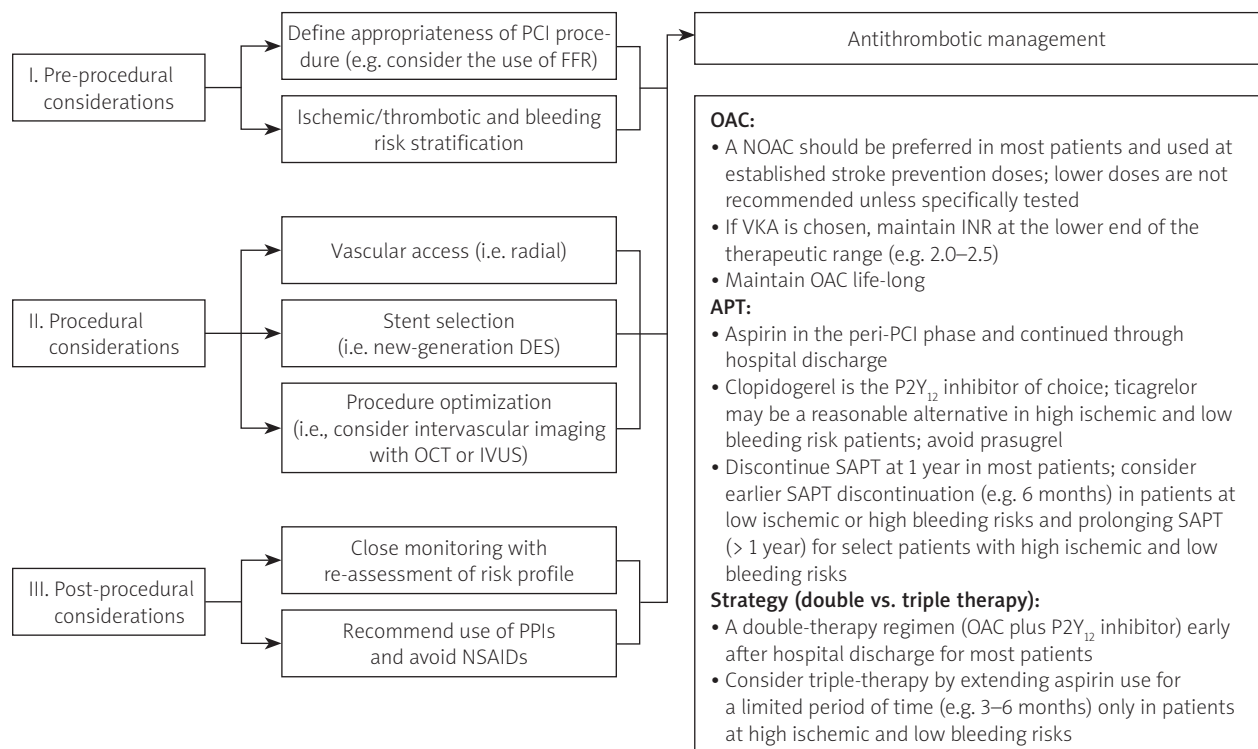 I. Pre-procedural
considerations
Define appropriateness of PCI proce-
dure (e.g. consider the use of FFR)
Ischemic/thrombotic and bleeding
risk stratification
II. Procedural
considerations
Vascular access (i.e. radial)
Stent selection
(i.e. new-generation DES)
Procedure optimization
(i.e., consider intervascular imaging
with OCT or IVUS)
III. Post-procedural
considerations
Close monitoring with
re-assessment of risk profile
Recommend use of PPIs
and avoid NSAIDs
Antithrombotic management
OAC:
• A NOAC should be preferred in most patients and used at
established stroke prevention doses; lower doses are not
recommended unless specifically tested
• If VKA is chosen, maintain INR at the lower end of the
therapeutic range (e.g. 2.0–2.5)
• Maintain OAC life-long
APT:
• Aspirin in the peri-PCI phase and continued through
hospital discharge
• Clopidogerel is the P2Y₁₂ inhibitor of choice; ticagrelor
may be a reasonable alternative in high ischemic and low
bleeding risk patients; avoid prasugrel
• Discontinue SAPT at 1 year in most patients; consider
earlier SAPT discontinuation (e.g. 6 months) in patients at
low ischemic or high bleeding risks and prolonging SAPT
(> 1 year) for select patients with high ischemic and low
bleeding risks
Strategy (double vs. triple therapy):
• A double-therapy regimen (OAC plus P2Y₁₂ inhibitor) early
after hospital discharge for most patients
• Consider triple-therapy by extending aspirin use for
a limited period of time (e.g. 3–6 months) only in patients
at high ischemic and low bleeding risks